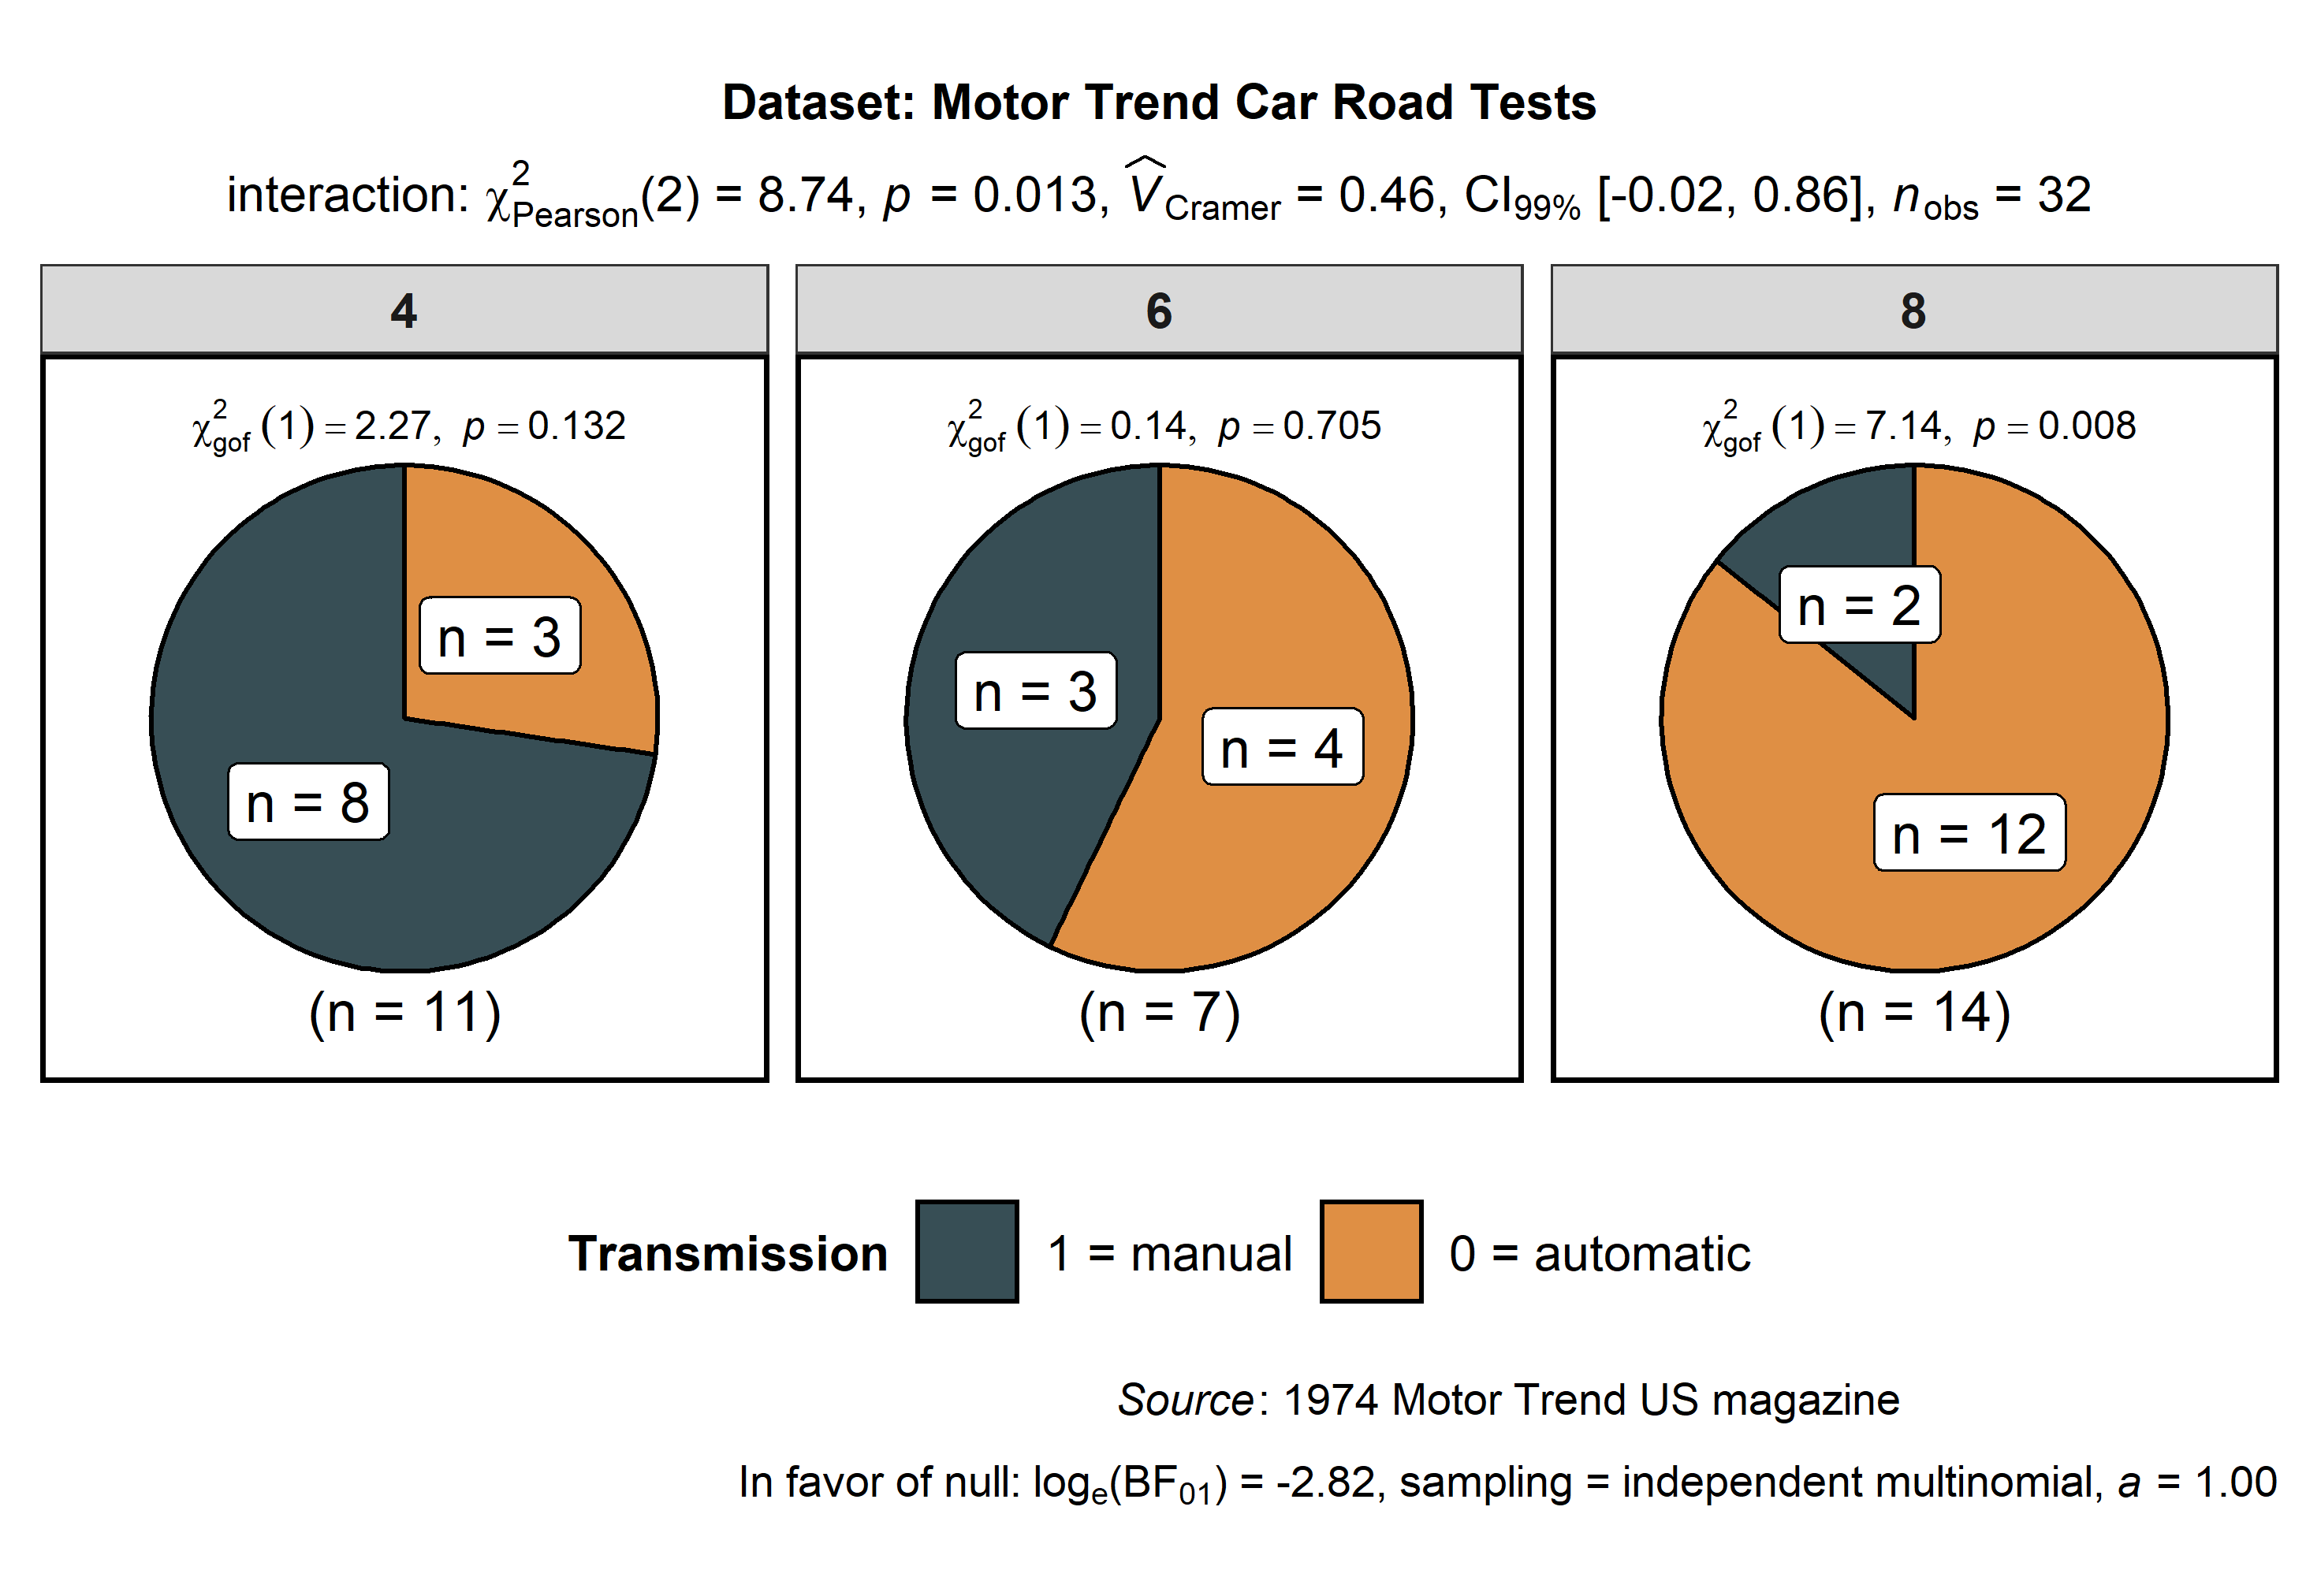 Dataset: Motor Trend Car Road Tests
interaction: χ²Pearson(2) = 8.74, p = 0.013, V̂Cramer = 0.46, CI99% [-0.02, 0.86], nobs = 32
4
6
8
χ²gof (1) = 2.27, p = 0.132
χ²gof (1) = 0.14, p = 0.705
χ²gof (1) = 7.14, p = 0.008
n = 3
n = 8
(n = 11)
n = 3
n = 4
(n = 7)
n = 2
n = 12
(n = 14)
Transmission 1 = manual 0 = automatic
Source: 1974 Motor Trend US magazine
In favor of null: loge(BF01) = -2.82, sampling = independent multinomial, a = 1.00